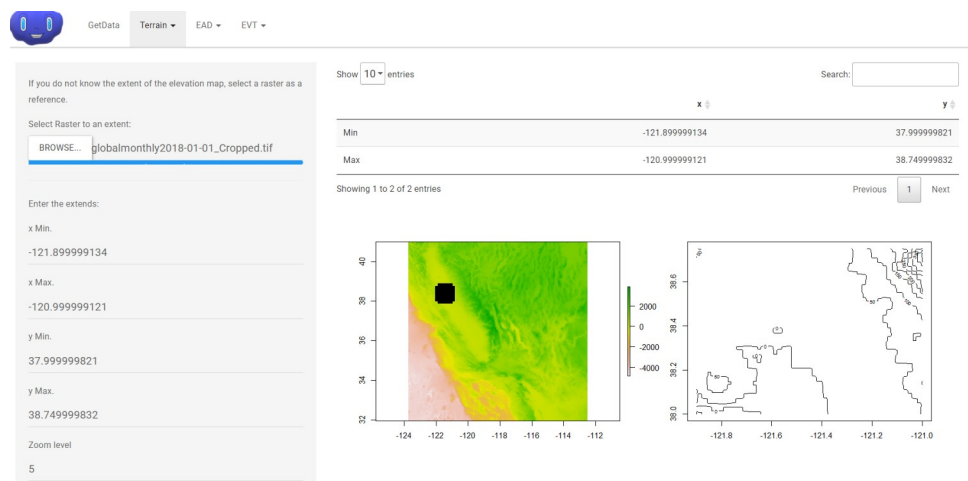 GetData Terrain EAD EVT
If you do not know the extent of the elevation map, select a raster as a
reference.
Select Raster to an extent:
BROWSE... globalmonthly2018-01-01_Cropped.tif
Enter the extends:
x Min.
-121.899999134
x Max.
-120.999999121
y Min.
37.999999821
y Max.
38.749999832
Zoom level
5
Show 10 entries
Search:
x y
Min -121.899999134 37.999999821
Max -120.999999121 38.749999832
Showing 1 to 2 of 2 entries
Previous 1 Next
40
38
36
34
32
-124 -122 -120 -118 -116 -114 -112
2000
0
-2000
-4000
38.6
38.4
38.2
38.0
-121.8 -121.6 -121.4 -121.2 -121.0